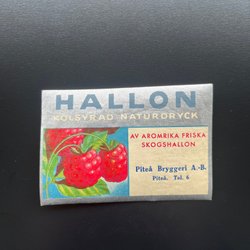 HALLON
KOLSYRAD NATURDRYCK
AV AROMRIKA FRISKA
SKOGSHALLON
Piteå Bryggeri A.-B.
Piteå. Tel. 6